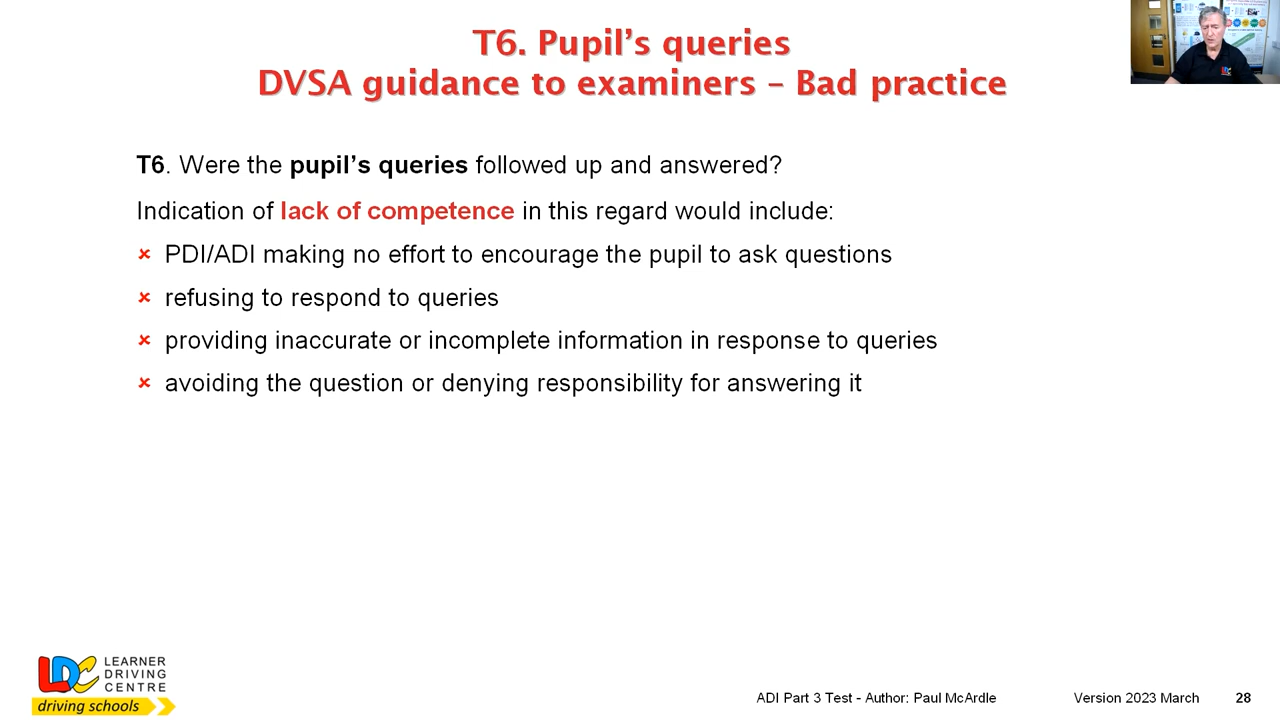 T6. Pupil's queries
DVSA guidance to examiners – Bad practice
T6. Were the pupil's queries followed up and answered?
Indication of lack of competence in this regard would include:
× PDI/ADI making no effort to encourage the pupil to ask questions
× refusing to respond to queries
× providing inaccurate or incomplete information in response to queries
× avoiding the question or denying responsibility for answering it
LDC LEARNER
DRIVING
CENTRE
driving schools
ADI Part 3 Test - Author: Paul McArdle Version 2023 March 28